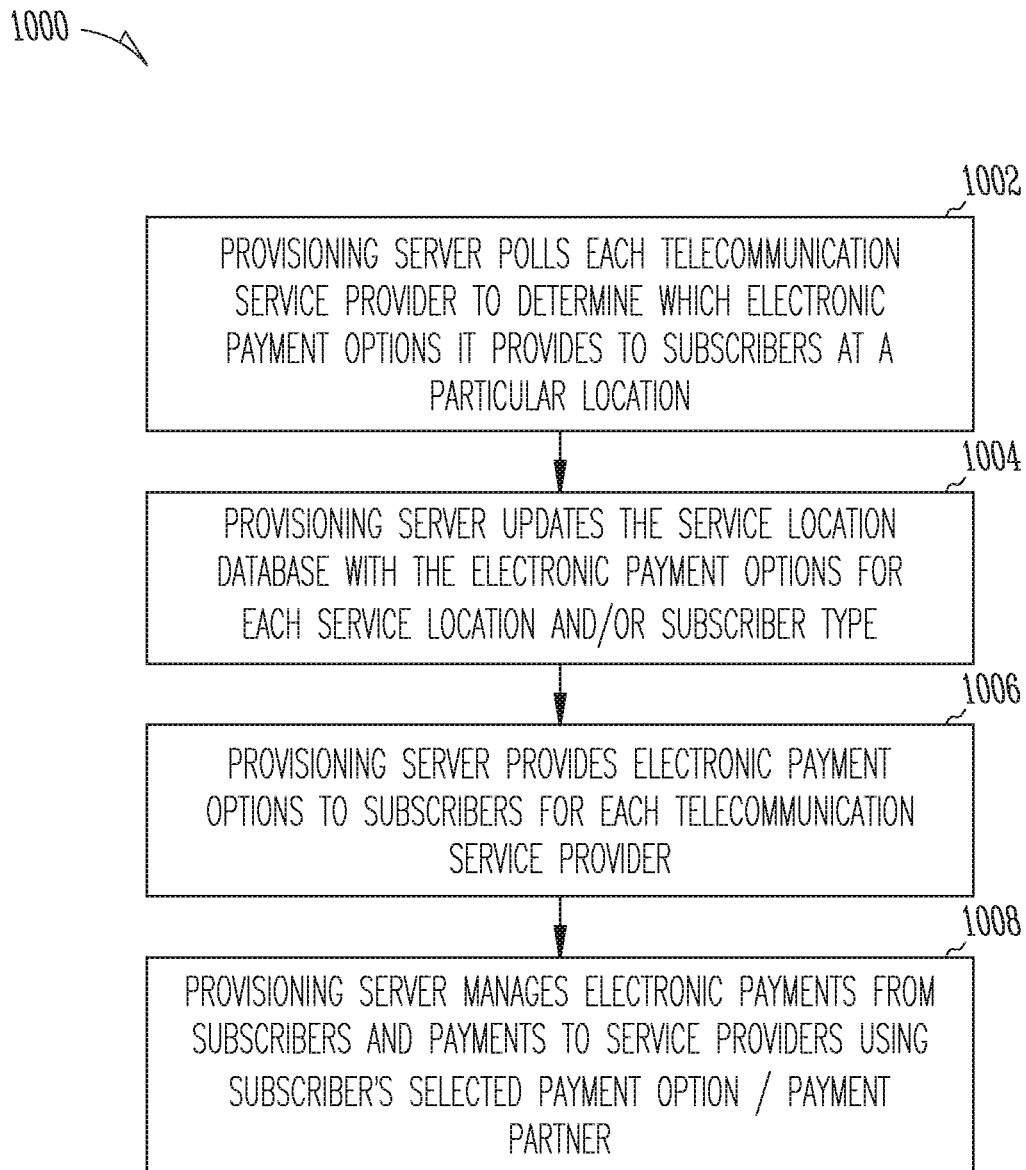 1000
1002
PROVISIONING SERVER POLLS EACH TELECOMMUNICATION
SERVICE PROVIDER TO DETERMINE WHICH ELECTRONIC
PAYMENT OPTIONS IT PROVIDES TO SUBSCRIBERS AT A
PARTICULAR LOCATION
1004
PROVISIONING SERVER UPDATES THE SERVICE LOCATION
DATABASE WITH THE ELECTRONIC PAYMENT OPTIONS FOR
EACH SERVICE LOCATION AND/OR SUBSCRIBER TYPE
1006
PROVISIONING SERVER PROVIDES ELECTRONIC PAYMENT
OPTIONS TO SUBSCRIBERS FOR EACH TELECOMMUNICATION
SERVICE PROVIDER
1008
PROVISIONING SERVER MANAGES ELECTRONIC PAYMENTS FROM
SUBSCRIBERS AND PAYMENTS TO SERVICE PROVIDERS USING
SUBSCRIBER'S SELECTED PAYMENT OPTION / PAYMENT
PARTNER